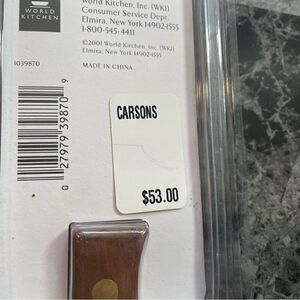 World Kitchen, Inc. (WKI)
Consumer Service Dept.
Elmira, New York 14902-1555
1-800-545-4411
©2001 World Kitchen, Inc. (WKI)
Elmira, New York 14902-1555
MADE IN CHINA
WORLD
KITCHEN
1039870
0 27979 39870 9
CARSONS
$53.00